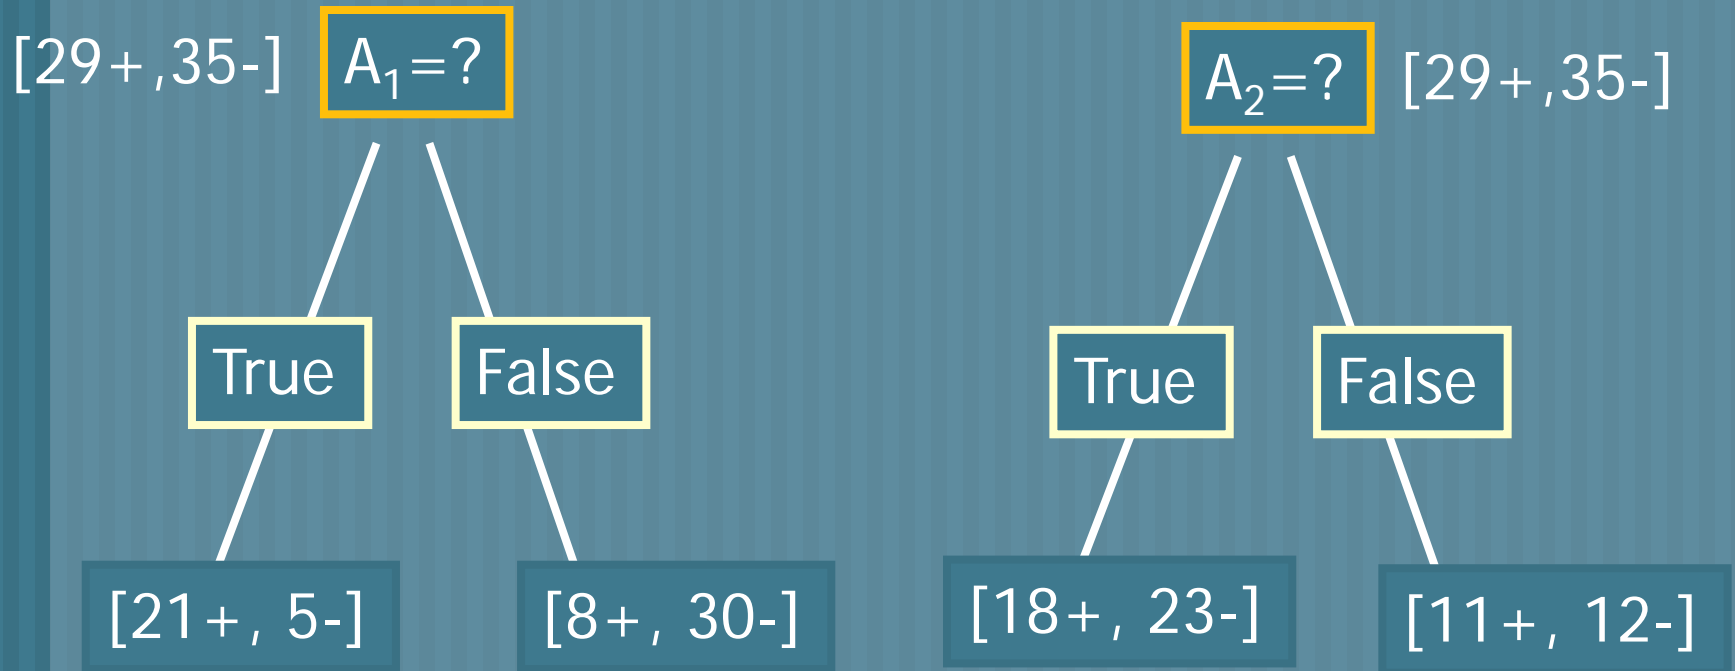 [29+,35-] A₁=? A₂=? [29+,35-]
True False True False
[21+, 5-] [8+, 30-] [18+, 23-] [11+, 12-]